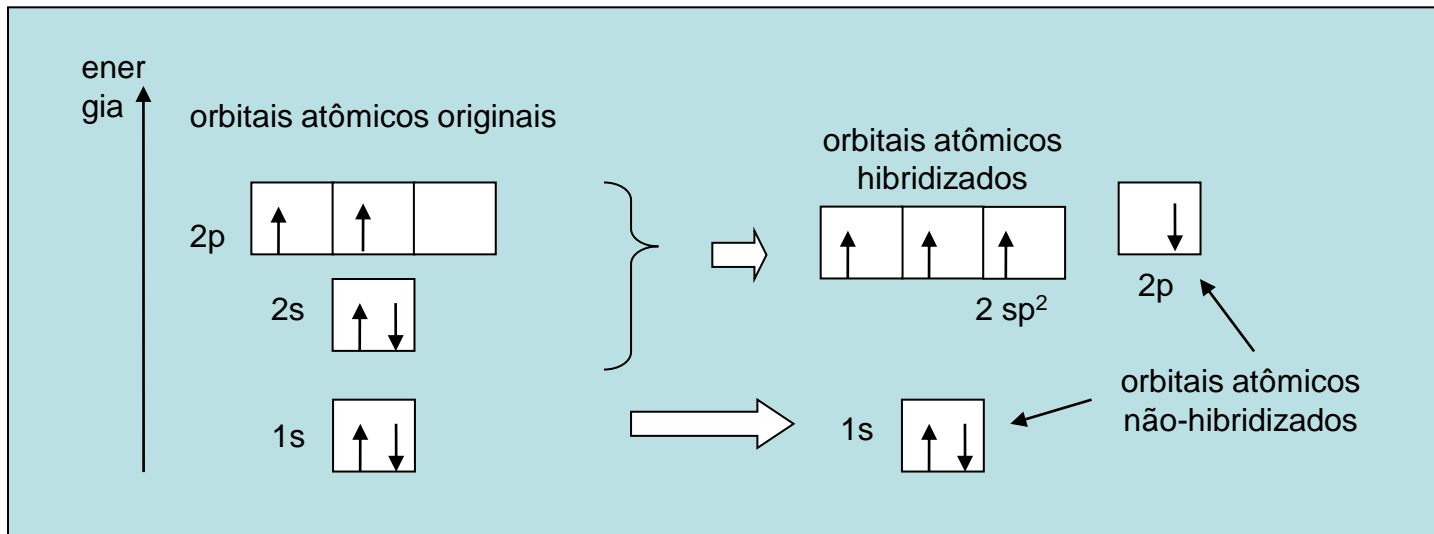 ener
gia
orbitais atômicos originais
orbitais atômicos
hibridizados
2p
2s
2 sp²
2p
orbitais atômicos
não-hibridizados
1s
1s